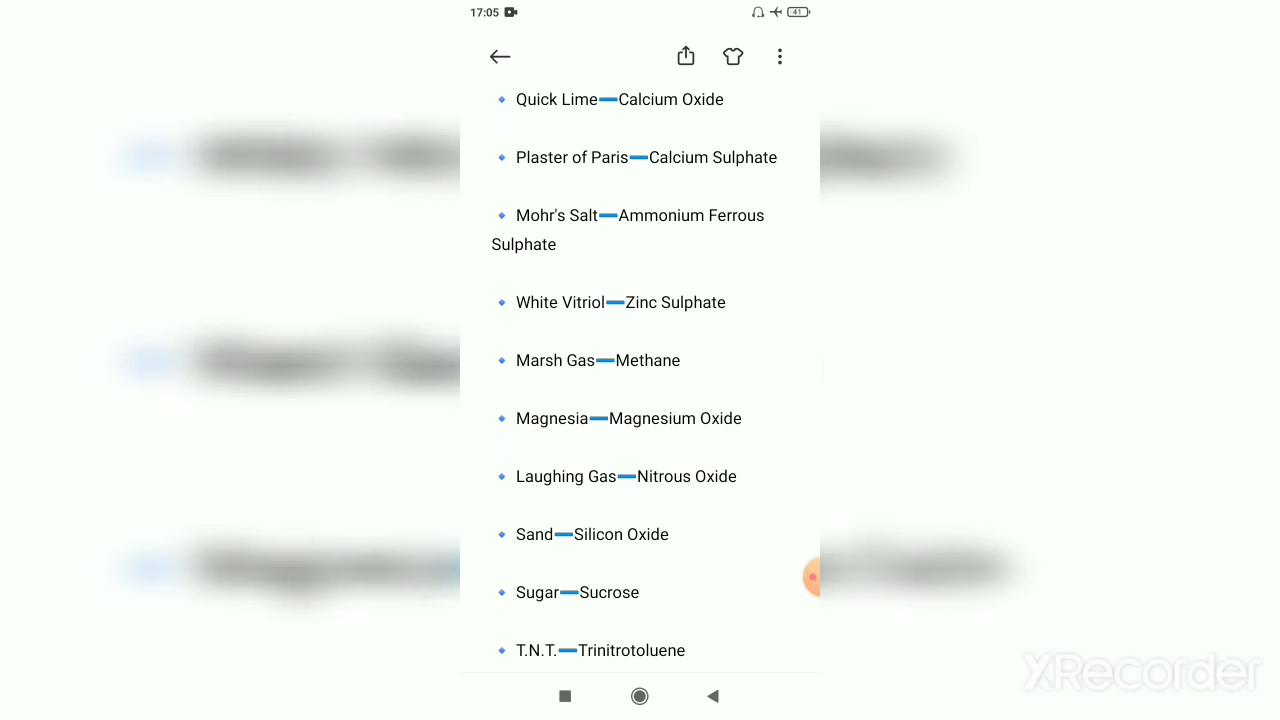 17:05
41
🔹 Quick Lime➖Calcium Oxide
🔹 Plaster of Paris➖Calcium Sulphate
🔹 Mohr's Salt➖Ammonium Ferrous
Sulphate
🔹 White Vitriol➖Zinc Sulphate
🔹 Marsh Gas➖Methane
🔹 Magnesia➖Magnesium Oxide
🔹 Laughing Gas➖Nitrous Oxide
🔹 Sand➖Silicon Oxide
🔹 Sugar➖Sucrose
🔹 T.N.T.➖Trinitrotoluene
XRecorder